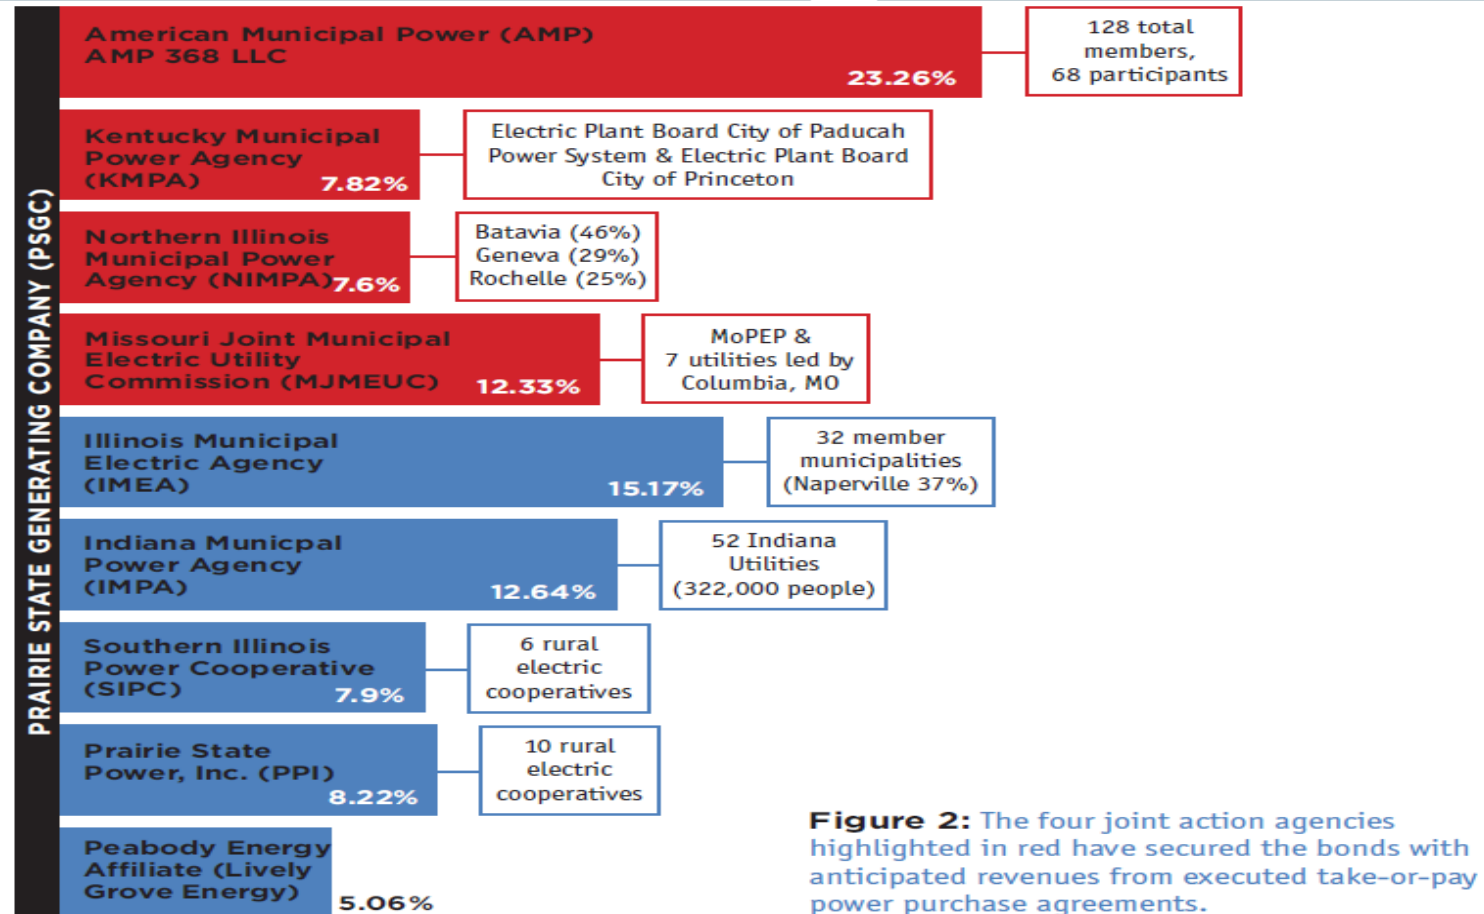 PRAIRIE STATE GENERATING COMPANY (PSGC)
American Municipal Power (AMP)
AMP 368 LLC
23.26%
128 total
members,
68 participants
Kentucky Municipal
Power Agency
(KMPA)
7.82%
Electric Plant Board City of Paducah
Power System & Electric Plant Board
City of Princeton
Northern Illinois
Municipal Power
Agency (NIMPA)
7.6%
Batavia (46%)
Geneva (29%)
Rochelle (25%)
Missouri Joint Municipal
Electric Utility
Commission (MJMEUC)
12.33%
MoPEP &
7 utilities led by
Columbia, MO
Illinois Municipal
Electric Agency
(IMEA)
15.17%
32 member
municipalities
(Naperville 37%)
Indiana Municpal
Power Agency
(IMPA)
12.64%
52 Indiana
Utilities
(322,000 people)
Southern Illinois
Power Cooperative
(SIPC)
7.9%
6 rural
electric
cooperatives
Prairie State
Power, Inc. (PPI)
8.22%
10 rural
electric
cooperatives
Peabody Energy
Affiliate (Lively
Grove Energy)
5.06%
Figure 2: The four joint action agencies
highlighted in red have secured the bonds with
anticipated revenues from executed take-or-pay
power purchase agreements.